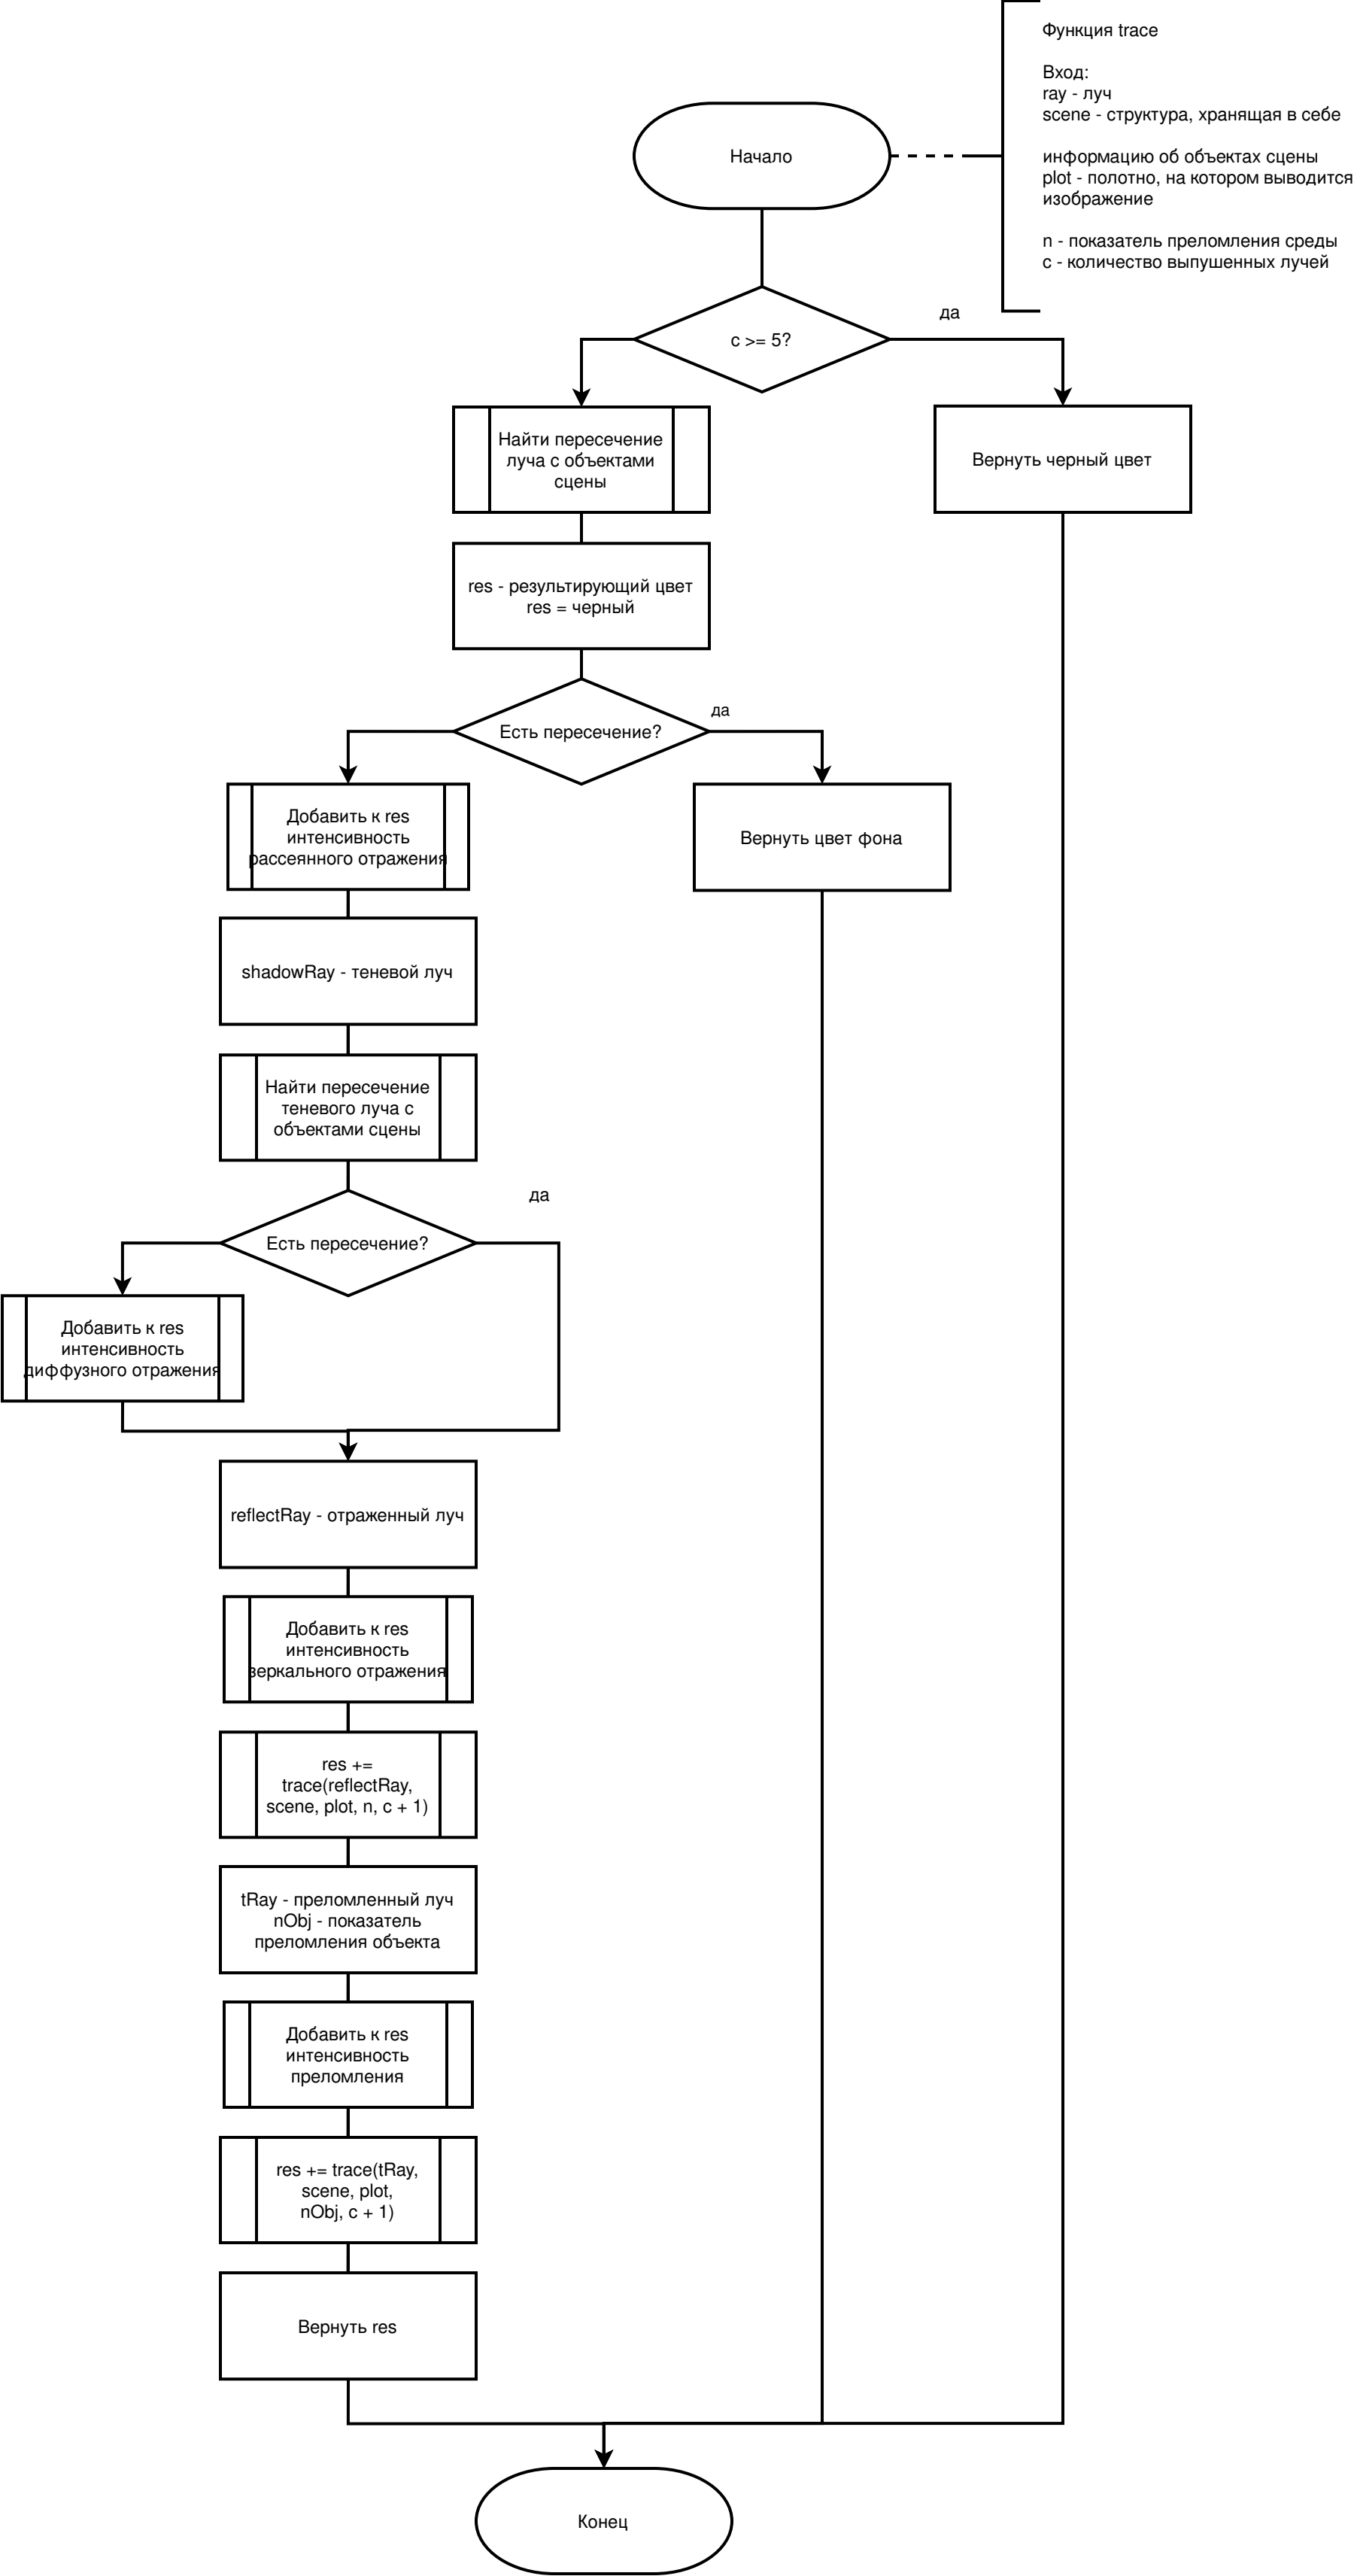 Функция trace
Вход:
ray - луч
scene - структура, хранящая в себе
информацию об объектах сцены
plot - полотно, на котором выводится
изображение
n - показатель преломления среды
c - количество выпушенных лучей
Начало
да
c >= 5?
Найти пересечение
луча с объектами
сцены
Вернуть черный цвет
res - результирующий цвет
res = черный
да
Есть пересечение?
Добавить к res
интенсивность
рассеянного отражения
Вернуть цвет фона
shadowRay - теневой луч
Найти пересечение
теневого луча с
объектами сцены
да
Есть пересечение?
Добавить к res
интенсивность
диффузного отражения
reflectRay - отраженный луч
Добавить к res
интенсивность
зеркального отражения
res +=
trace(reflectRay,
scene, plot, n, c + 1)
tRay - преломленный луч
nObj - показатель
преломления объекта
Добавить к res
интенсивность
преломления
res += trace(tRay,
scene, plot,
nObj, c + 1)
Вернуть res
Конец